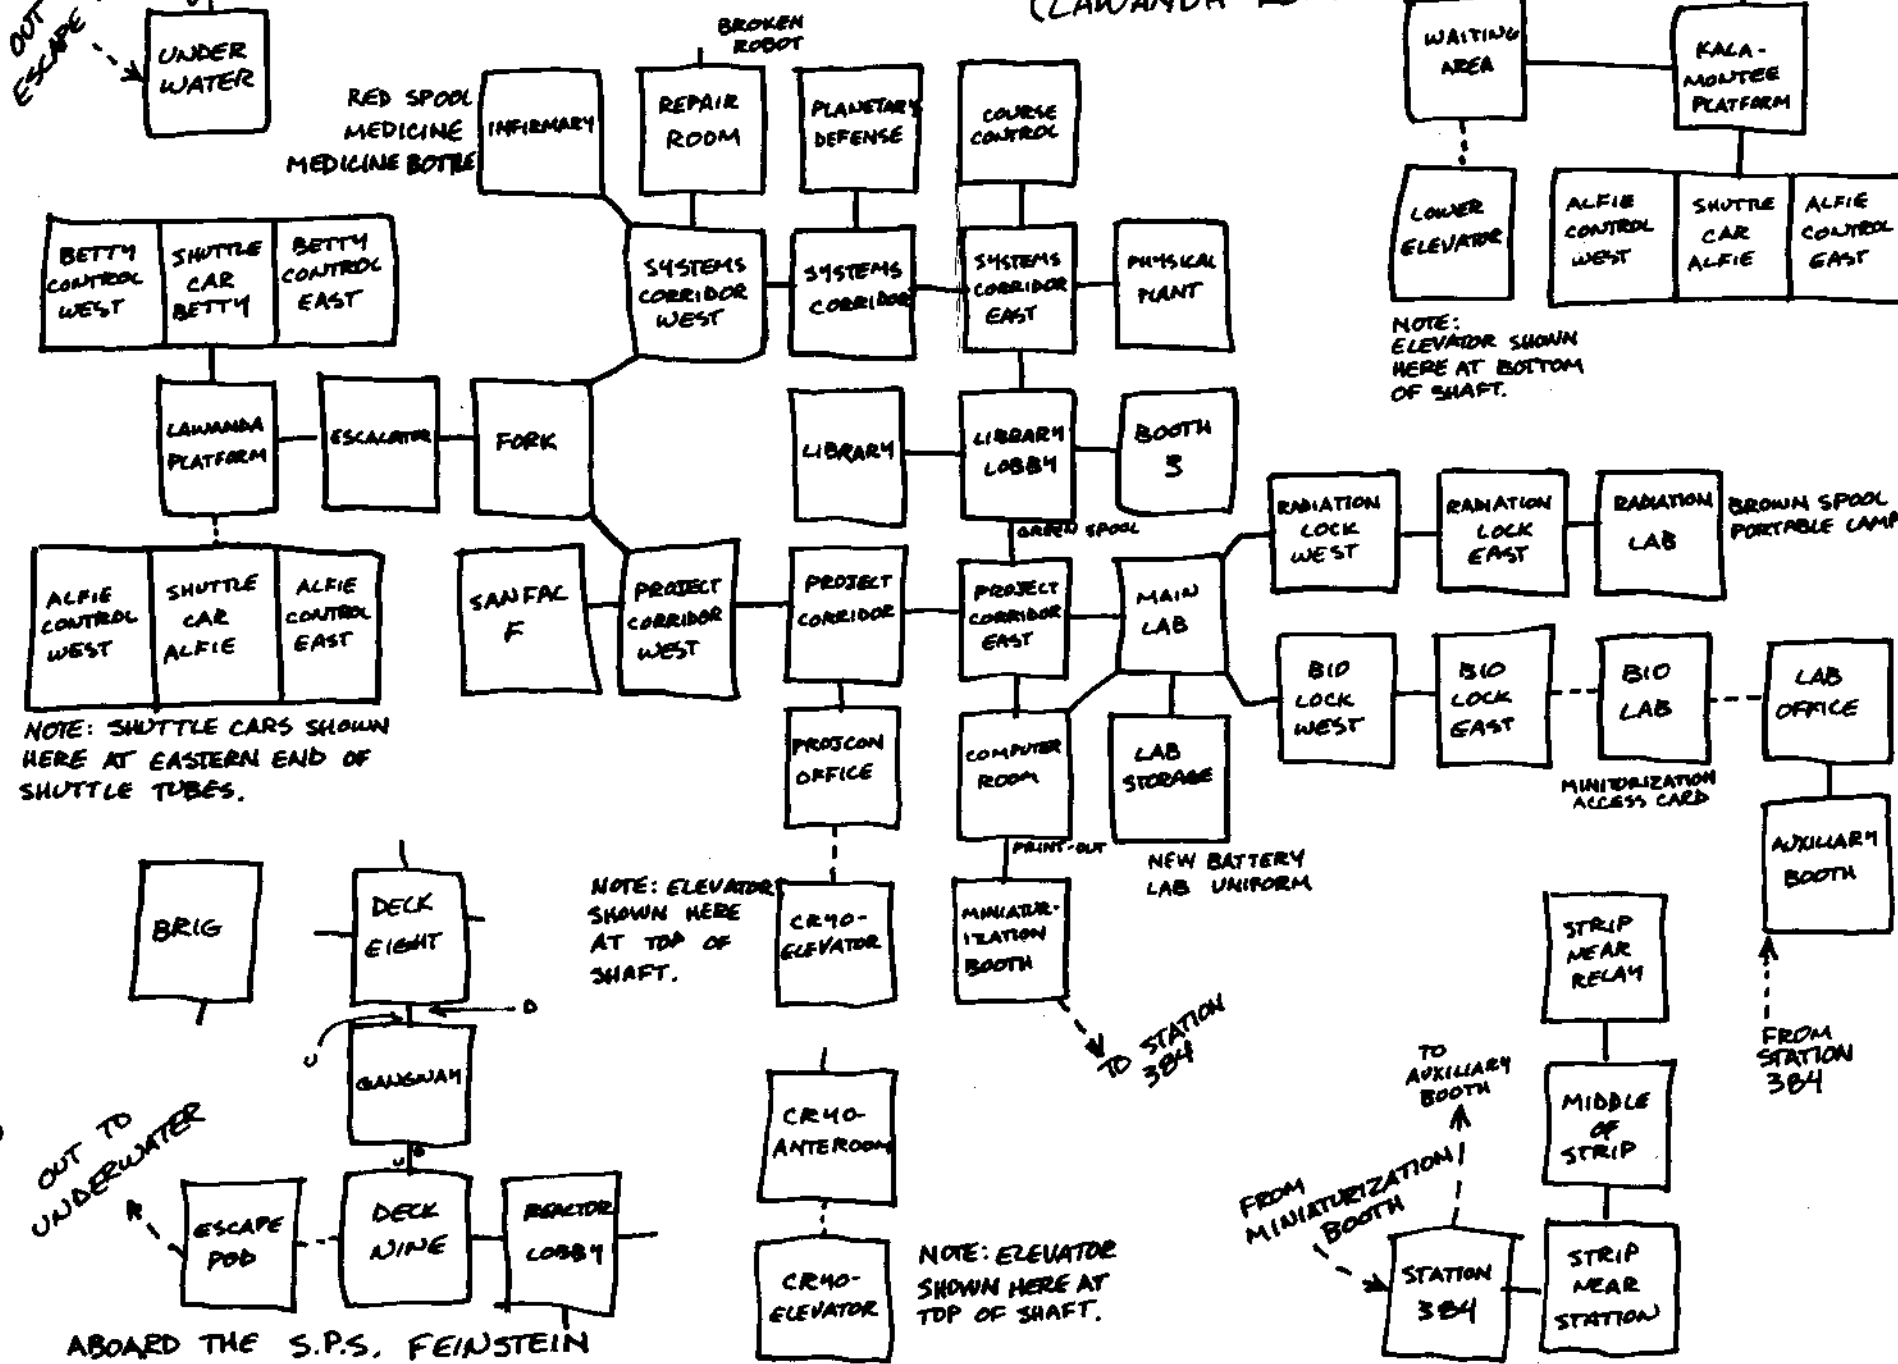 OUT
ESCAPE
UNDER
WATER
BROKEN
ROBOT
RED SPOOL
MEDICINE
MEDICINE BOTTLE
INFIRMARY
REPAIR
ROOM
PLANETARY
DEFENSE
COURSE
CONTROL
WAITING
AREA
KALA-
MONTEE
PLATFORM
BETTY
CONTROL
WEST
SHUTTLE
CAR
BETTY
BETTY
CONTROL
EAST
SYSTEMS
CORRIDOR
WEST
SYSTEMS
CORRIDOR
SYSTEMS
CORRIDOR
EAST
PHYSICAL
PLANT
LOWER
ELEVATOR
ALFIE
CONTROL
WEST
SHUTTLE
CAR
ALFIE
ALFIE
CONTROL
EAST
NOTE:
ELEVATOR SHOWN
HERE AT BOTTOM
OF SHAFT.
LAWANDA
PLATFORM
ESCALATOR
FORK
LIBRARY
LIBRARY
LOBBY
BOOTH
3
GREEN SPOOL
RADIATION
LOCK
WEST
RADIATION
LOCK
EAST
RADIATION
LAB
BROWN SPOOL
PORTABLE LAMP
ALFIE
CONTROL
WEST
SHUTTLE
CAR
ALFIE
ALFIE
CONTROL
EAST
NOTE: SHUTTLE CARS SHOWN
HERE AT EASTERN END OF
SHUTTLE TUBES.
SANFAC
F
PROJECT
CORRIDOR
WEST
PROJECT
CORRIDOR
PROJECT
CORRIDOR
EAST
MAIN
LAB
BIO
LOCK
WEST
BIO
LOCK
EAST
BIO
LAB
MINITURIZATION
ACCESS CARD
LAB
OFFICE
PROJCON
OFFICE
COMPUTER
ROOM
LAB
STORAGE
PRINT-OUT
NEW BATTERY
LAB UNIFORM
AUXILLARY
BOOTH
BRIG
DECK
EIGHT
NOTE: ELEVATOR
SHOWN HERE
AT TOP OF
SHAFT.
CRYO-
ELEVATOR
MINIATUR-
IZATION
BOOTH
TO STATION
384
STRIP
NEAR
RELAY
FROM
STATION
384
D
U
GANGWAY
U D
OUT TO
UNDERWATER
ESCAPE
POD
DECK
NINE
REACTOR
LOBBY
ABOARD THE S.P.S. FEINSTEIN
CRYO-
ANTEROOM
CRYO-
ELEVATOR
NOTE: ELEVATOR
SHOWN HERE AT
TOP OF SHAFT.
TO
AUXILLARY
BOOTH
FROM
MINIATURIZATION
BOOTH
MIDDLE
OF
STRIP
STATION
384
STRIP
NEAR
STATION